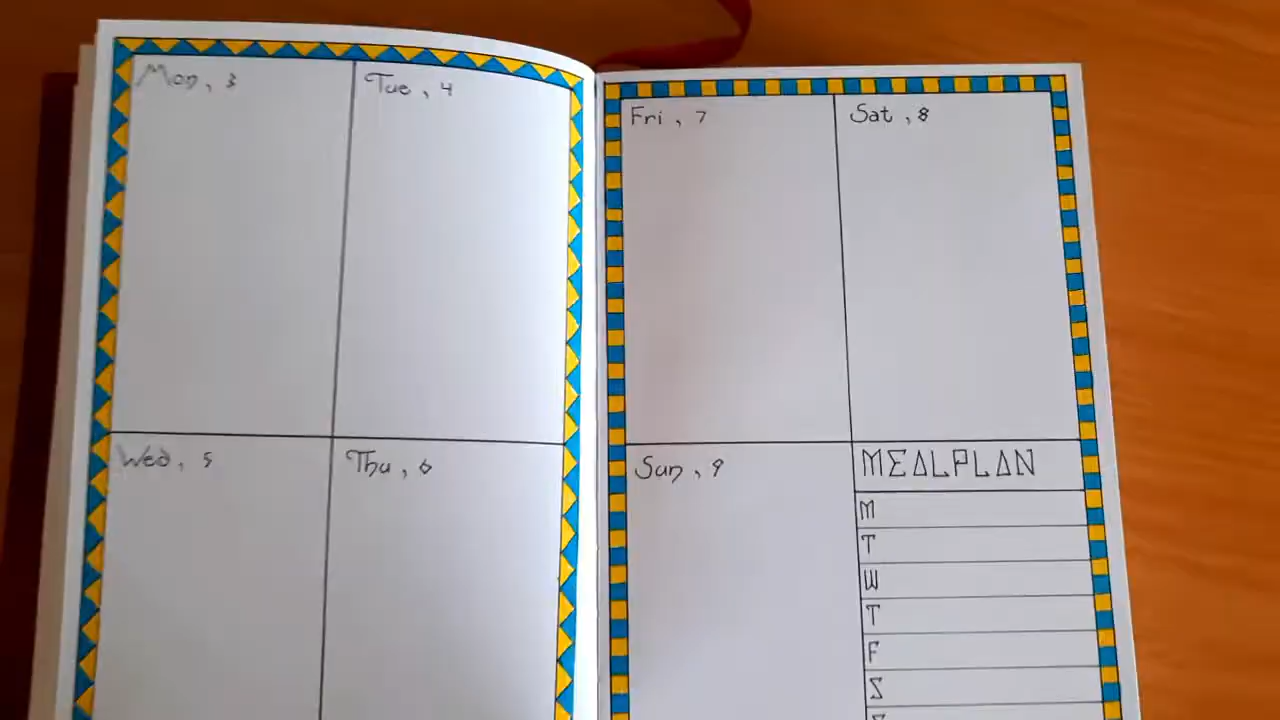 Mon, 3
Tue, 4
Wed, 5
Thu, 6
Fri, 7
Sat, 8
Sun, 9
MEALPLAN
M
T
W
T
F
S
S